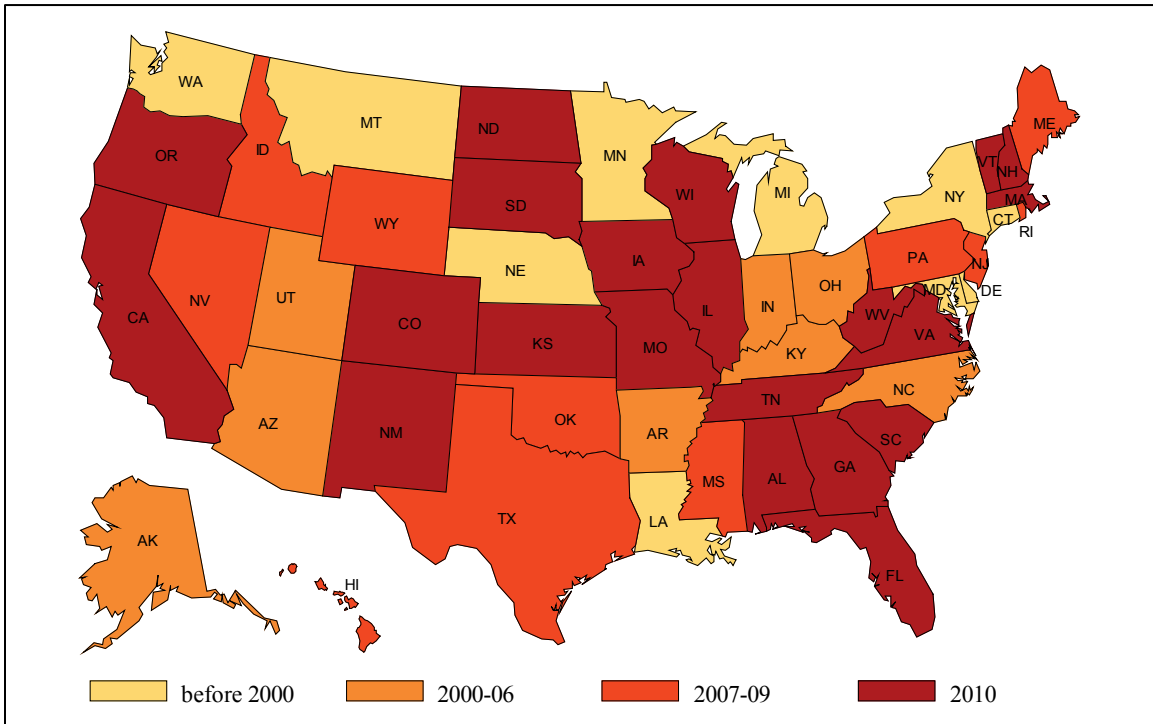 WA
MT
ND
MN
ME
OR
ID
WY
SD
WI
MI
NY
VT
NH
MA
CT
RI
NE
IA
PA
NJ
NV
UT
CO
KS
MO
IL
IN
OH
MD
DE
WV
VA
CA
KY
AZ
NM
OK
AR
TN
NC
SC
TX
LA
MS
AL
GA
FL
AK
HI
before 2000
2000-06
2007-09
2010